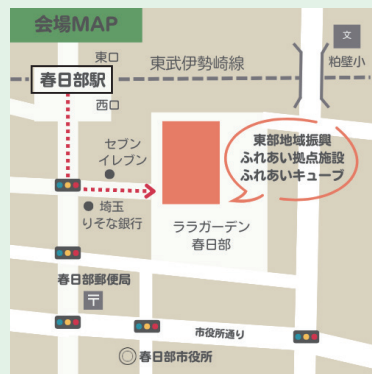 会場MAP
文
東口
東武伊勢崎線
粕壁小
春日部駅
西口
セブン
イレブン
東部地域振興
ふれあい拠点施設
ふれあいキューブ
埼玉
りそな銀行
ララガーデン
春日部
春日部郵便局
〒
市役所通り
春日部市役所